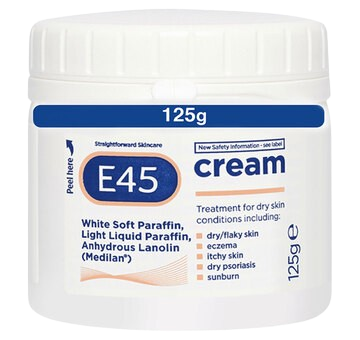 125g
Straightforward Skincare
New Safety Information - see label
Peel here
E45
cream
White Soft Paraffin,
Light Liquid Paraffin,
Anhydrous Lanolin
(Medilan®)
Treatment for dry skin
conditions including:
dry/flaky skin
eczema
itchy skin
dry psoriasis
sunburn
125g e